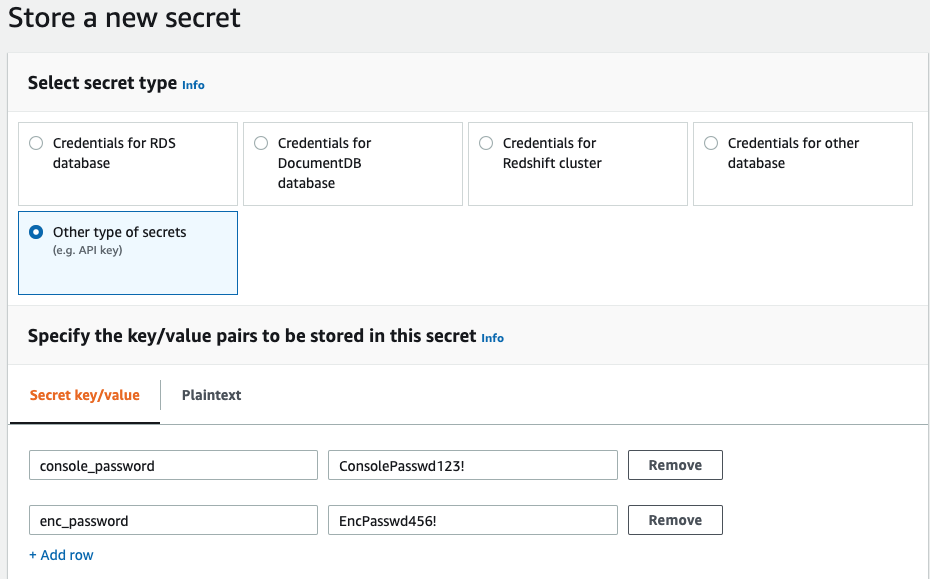 Store a new secret
Select secret type Info
Credentials for RDS
database
Credentials for
DocumentDB
database
Credentials for
Redshift cluster
Credentials for other
database
Other type of secrets
(e.g. API key)
Specify the key/value pairs to be stored in this secret Info
Secret key/value Plaintext
console_password ConsolePasswd123! Remove
enc_password EncPasswd456! Remove
+ Add row